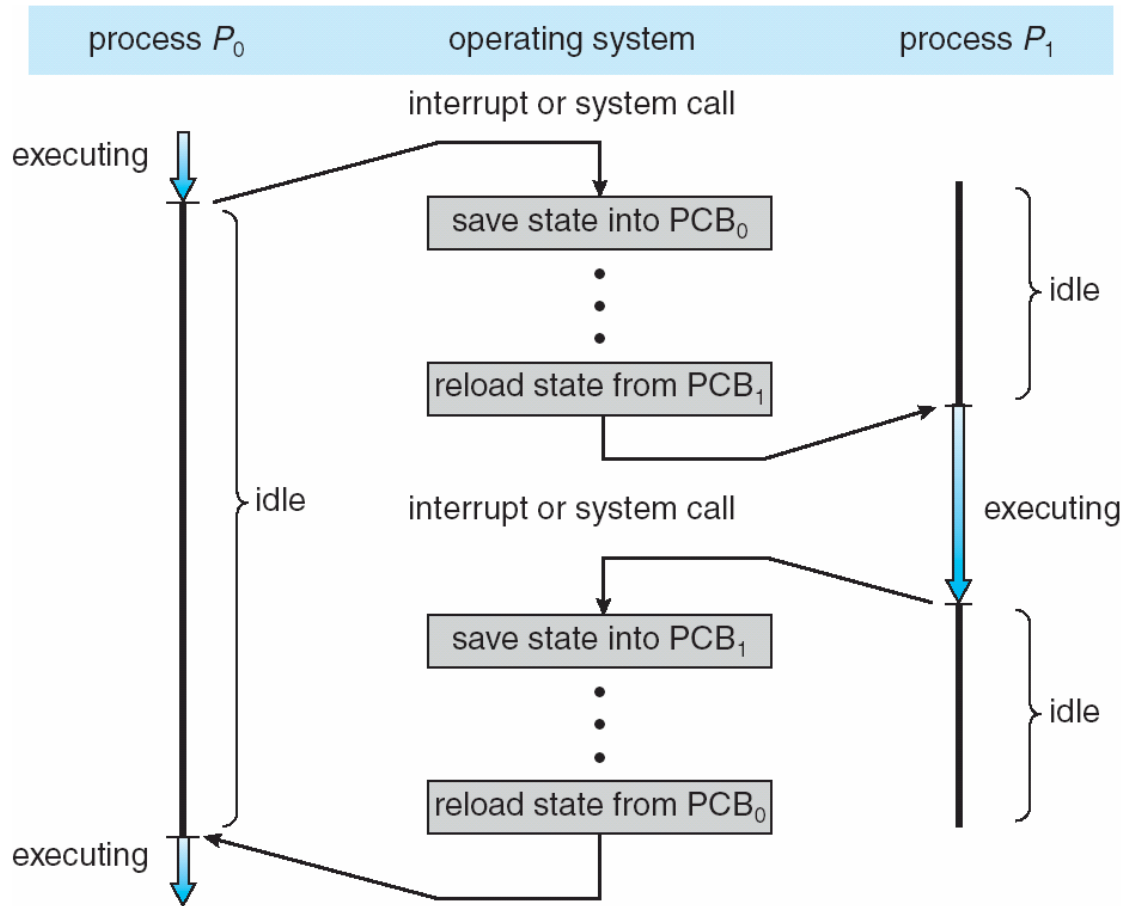 process P₀ operating system process P₁
interrupt or system call
executing
save state into PCB₀
idle
reload state from PCB₁
idle
interrupt or system call
executing
save state into PCB₁
idle
reload state from PCB₀
executing